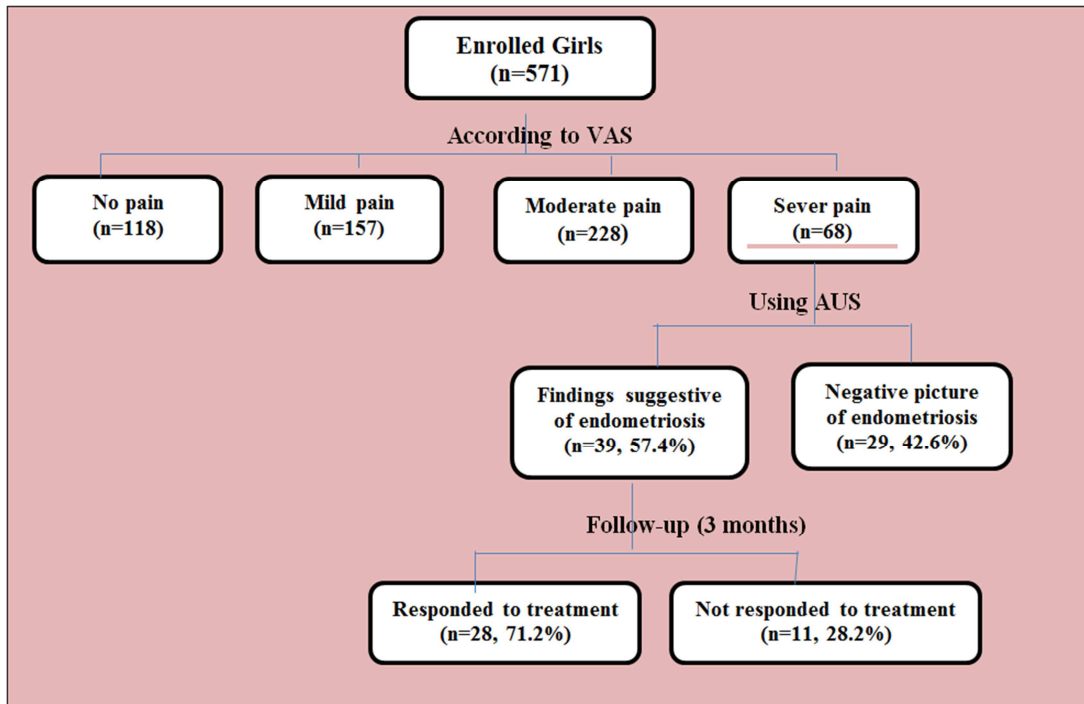 Enrolled Girls
(n=571)
According to VAS
No pain
(n=118)
Mild pain
(n=157)
Moderate pain
(n=228)
Sever pain
(n=68)
Using AUS
Findings suggestive
of endometriosis
(n=39, 57.4%)
Negative picture
of endometriosis
(n=29, 42.6%)
Follow-up (3 months)
Responded to treatment
(n=28, 71.2%)
Not responded to treatment
(n=11, 28.2%)